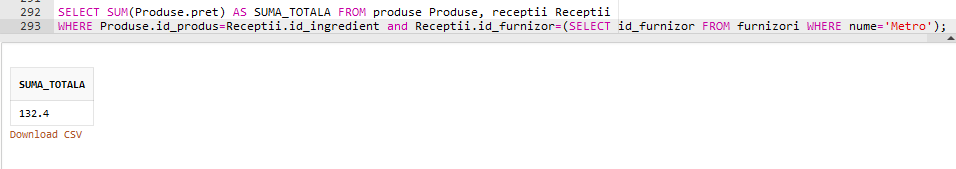 291
292 SELECT SUM(Produse.pret) AS SUMA_TOTALA FROM produse Produse, receptii Receptii
293 WHERE Produse.id_produs=Receptii.id_ingredient and Receptii.id_furnizor=(SELECT id_furnizor FROM furnizori WHERE nume='Metro');
SUMA_TOTALA
132.4
Download CSV